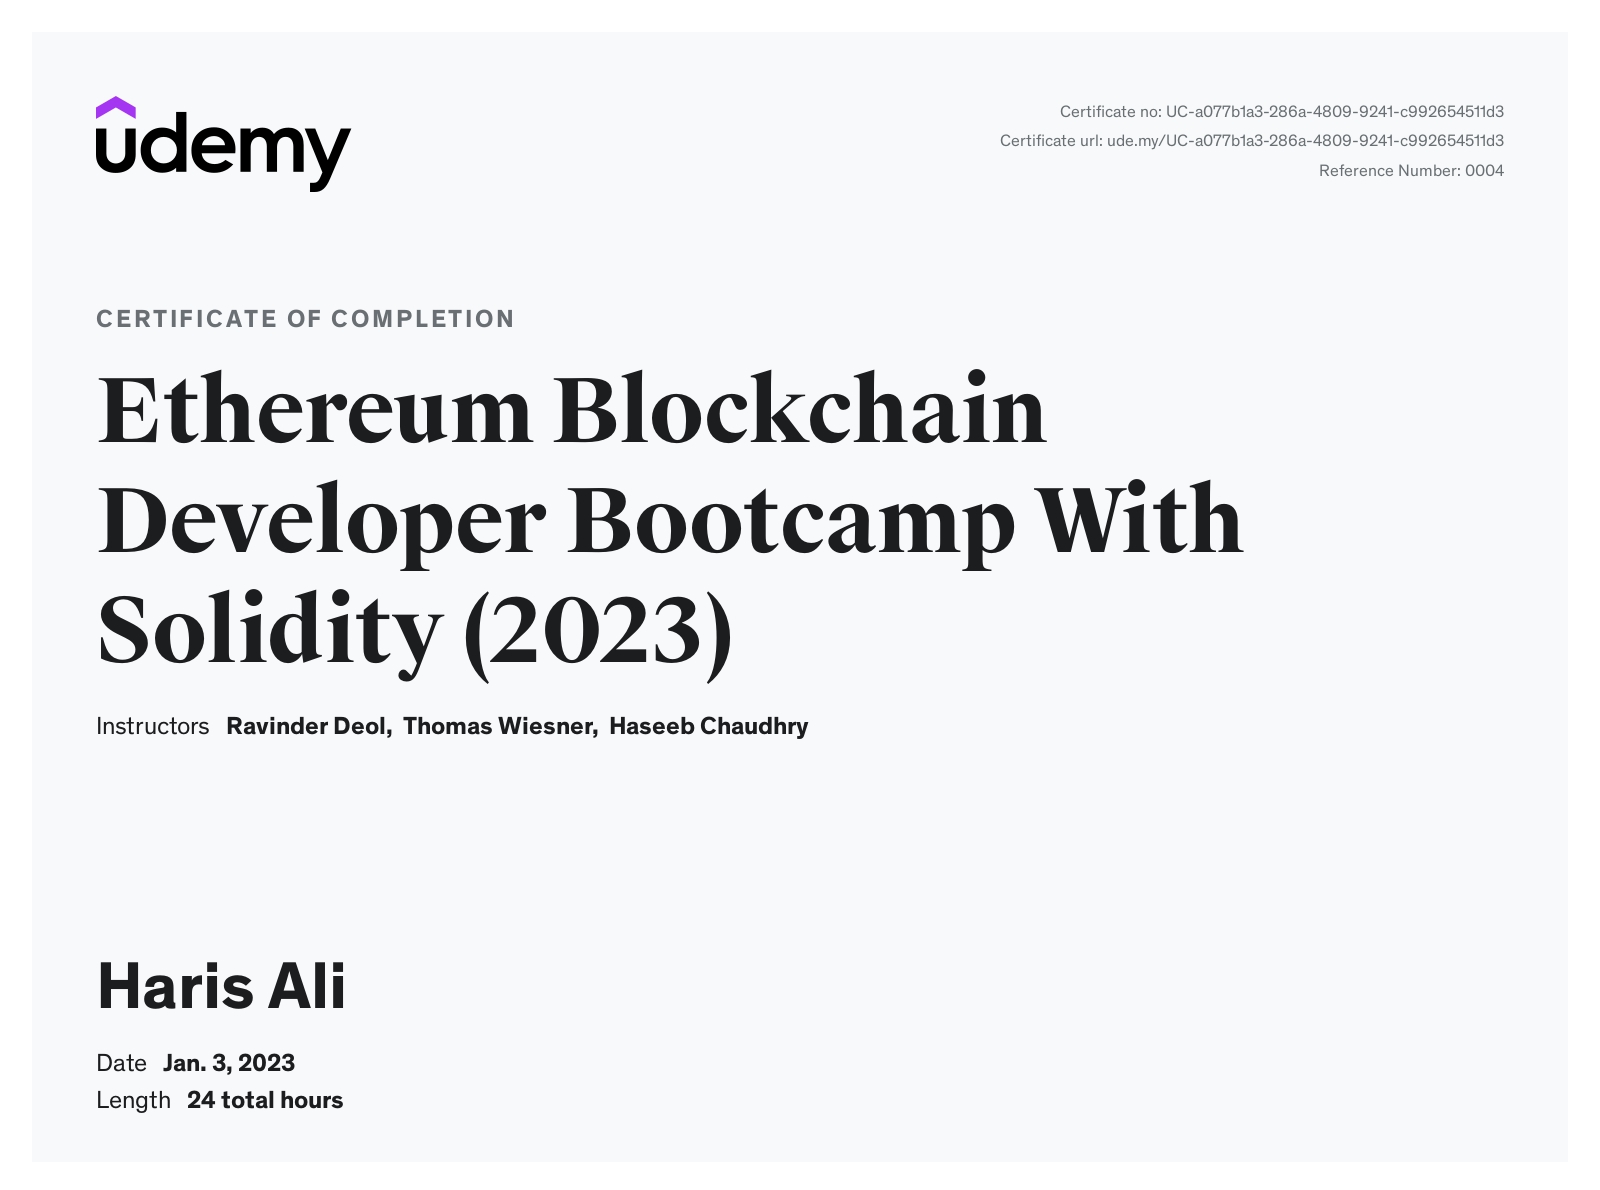 udemy
Certificate no: UC-a077b1a3-286a-4809-9241-c992654511d3
Certificate url: ude.my/UC-a077b1a3-286a-4809-9241-c992654511d3
Reference Number: 0004
CERTIFICATE OF COMPLETION
Ethereum Blockchain
Developer Bootcamp With
Solidity (2023)
Instructors Ravinder Deol, Thomas Wiesner, Haseeb Chaudhry
Haris Ali
Date Jan. 3, 2023
Length 24 total hours